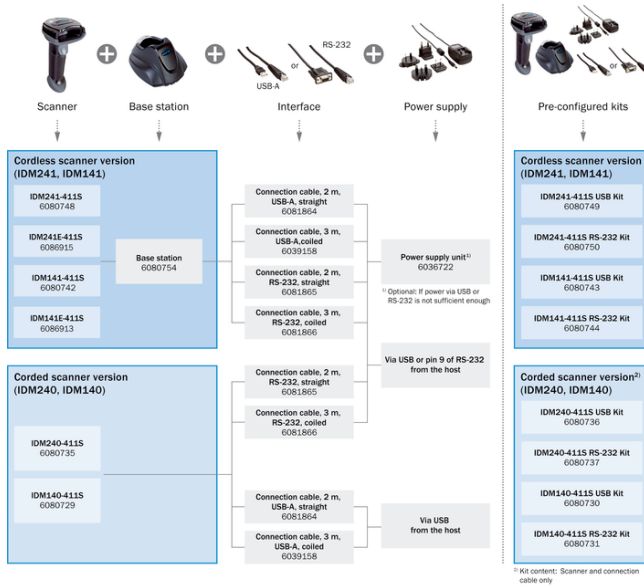 RS-232
or
USB-A
or
Scanner
Base station
Interface
Power supply
Pre-configured kits
Cordless scanner version
(IDM241, IDM141)
IDM241-411S
6080748
IDM241E-411S
6086915
IDM141-411S
6080742
IDM141E-411S
6086913
Base station
6080754
Connection cable, 2 m,
USB-A, straight
6081864
Connection cable, 3 m,
USB-A,coiled
6039158
Connection cable, 2 m,
RS-232, straight
6081865
Connection cable, 3 m,
RS-232, coiled
6081866
Power supply unit¹⁾
6036722
¹⁾ Optional: If power via USB or
RS-232 is not sufficient enough
Via USB or pin 9 of RS-232
from the host
Corded scanner version
(IDM240, IDM140)
IDM240-411S
6080735
IDM140-411S
6080729
Connection cable, 2 m,
RS-232, straight
6081865
Connection cable, 3 m,
RS-232, coiled
6081866
Connection cable, 2 m,
USB-A, straight
6081864
Connection cable, 3 m,
USB-A, coiled
6039158
Via USB
from the host
Cordless scanner version
(IDM241, IDM141)
IDM241-411S USB Kit
6080749
IDM241-411S RS-232 Kit
6080750
IDM141-411S USB Kit
6080743
IDM141-411S RS-232 Kit
6080744
Corded scanner version²⁾
(IDM240, IDM140)
IDM240-411S USB Kit
6080736
IDM240-411S RS-232 Kit
6080737
IDM140-411S USB Kit
6080730
IDM140-411S RS-232 Kit
6080731
²⁾ Kit content: Scanner and connection
cable only